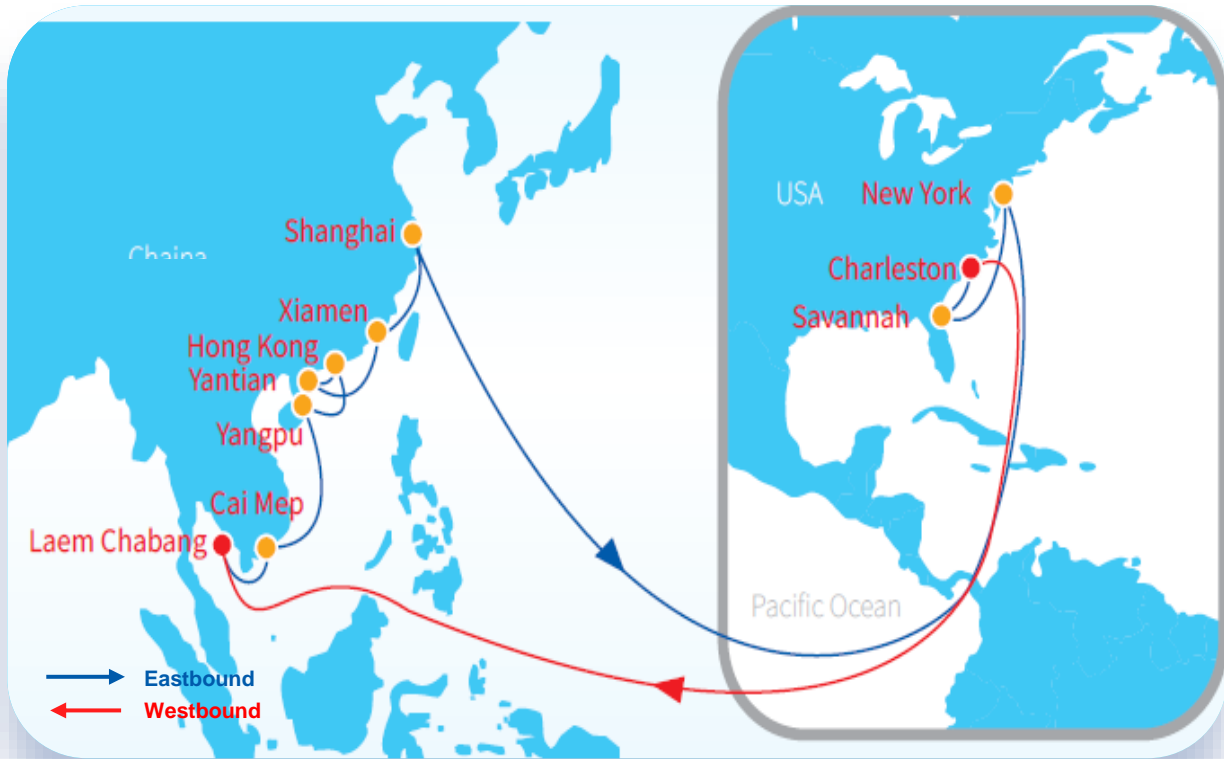 USA
New York
Shanghai
Chaina
Charleston
Xiamen
Savannah
Hong Kong
Yantian
Yangpu
Cai Mep
Laem Chabang
Pacific Ocean
Eastbound
Westbound